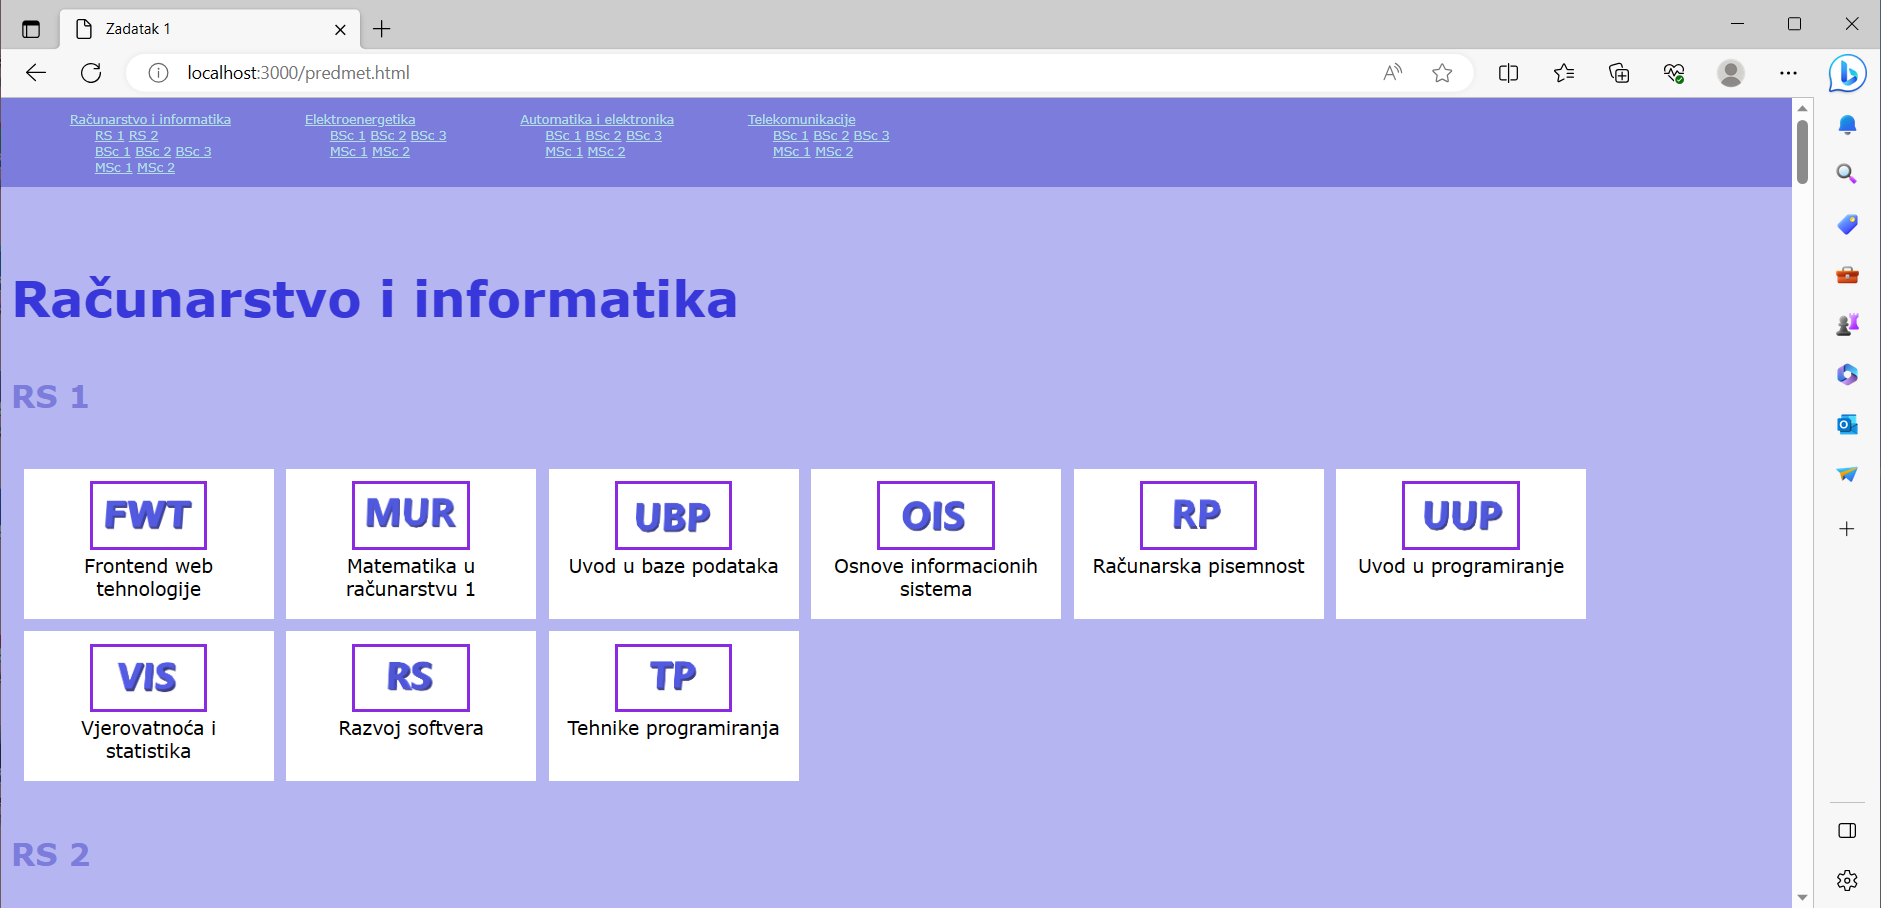 Zadatak 1
localhost:3000/predmet.html
Računarstvo i informatika
RS 1 RS 2
BSc 1 BSc 2 BSc 3
MSc 1 MSc 2
Elektroenergetika
BSc 1 BSc 2 BSc 3
MSc 1 MSc 2
Automatika i elektronika
BSc 1 BSc 2 BSc 3
MSc 1 MSc 2
Telekomunikacije
BSc 1 BSc 2 BSc 3
MSc 1 MSc 2
Računarstvo i informatika
RS 1
FWT
Frontend web
tehnologije
MUR
Matematika u
računarstvu 1
UBP
Uvod u baze podataka
OIS
Osnove informacionih
sistema
RP
Računarska pisemnost
UUP
Uvod u programiranje
VIS
Vjerovatnoća i
statistika
RS
Razvoj softvera
TP
Tehnike programiranja
RS 2